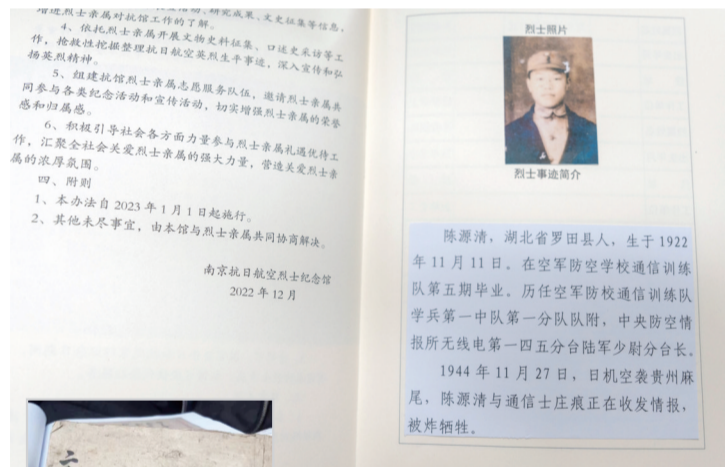 增进烈士亲属对抗馆工作的了解。
4、依托烈士亲属开展文物史料征集、口述史采访等工
作，抢救性挖掘整理抗日航空英烈生平事迹，深入宣传和弘
扬英烈精神。
5、组建抗馆烈士亲属志愿服务队伍，邀请烈士亲属共
同参与各类纪念活动和宣传活动，切实增强烈士亲属的荣誉
感和归属感。
6、积极引导社会各方面力量参与烈士亲属礼遇优待工
作，汇聚全社会关爱烈士亲属的强大力量，营造关爱烈士亲
属的浓厚氛围。
四、附则
1、本办法自2023年1月1日起施行。
2、其他未尽事宜，由本馆与烈士亲属共同协商解决。
南京抗日航空烈士纪念馆
2022年12月
烈士照片
烈士事迹简介
陈源清，湖北省罗田县人，生于1922
年11月11日。在空军防空学校通信训练
队第五期毕业。历任空军防校通信训练队
学兵第一中队第一分队队附，中央防空情
报所无线电第一四五分台陆军少尉分台长。
1944年11月27日，日机空袭贵州麻
尾，陈源清与通信士庄痕正在收发情报，
被炸牺牲。